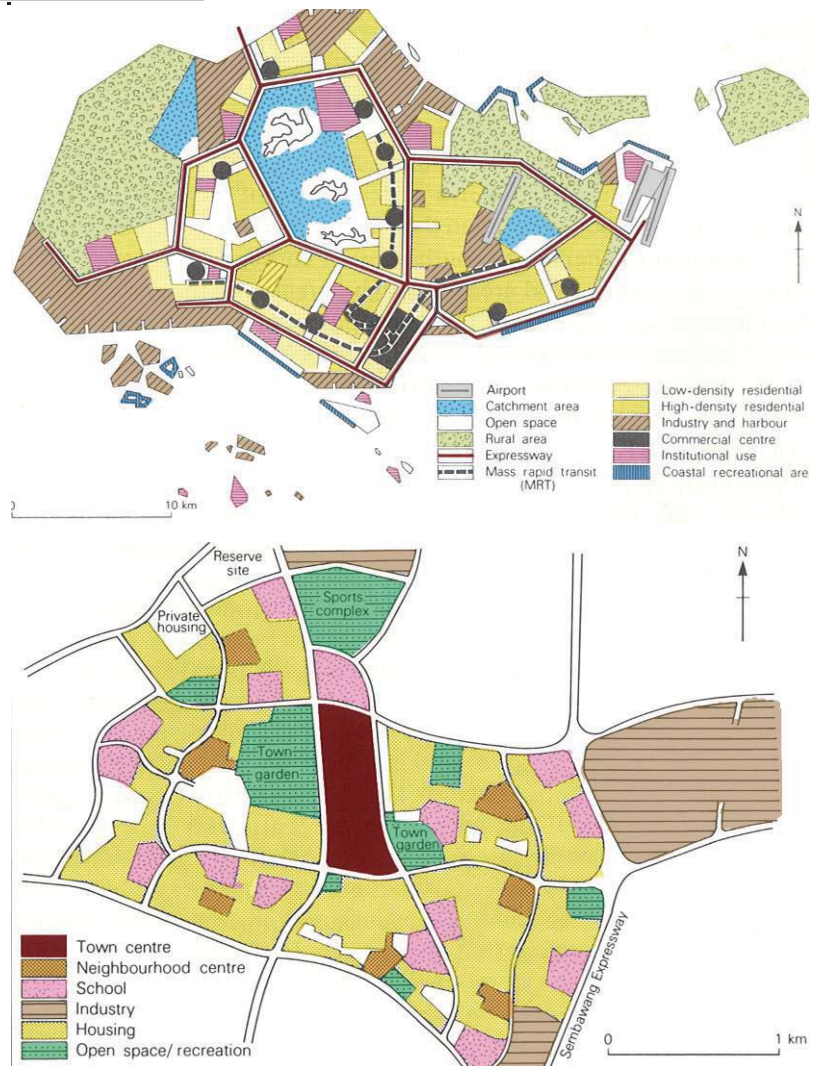 N
Airport
Catchment area
Open space
Rural area
Expressway
Mass rapid transit
(MRT)
Low-density residential
High-density residential
Industry and harbour
Commercial centre
Institutional use
Coastal recreational are
0
10 km
Reserve
site
Private
housing
Sports
complex
N
Town
garden
Town
garden
Sembawang Expressway
Town centre
Neighbourhood centre
School
Industry
Housing
Open space/ recreation
0
1 km